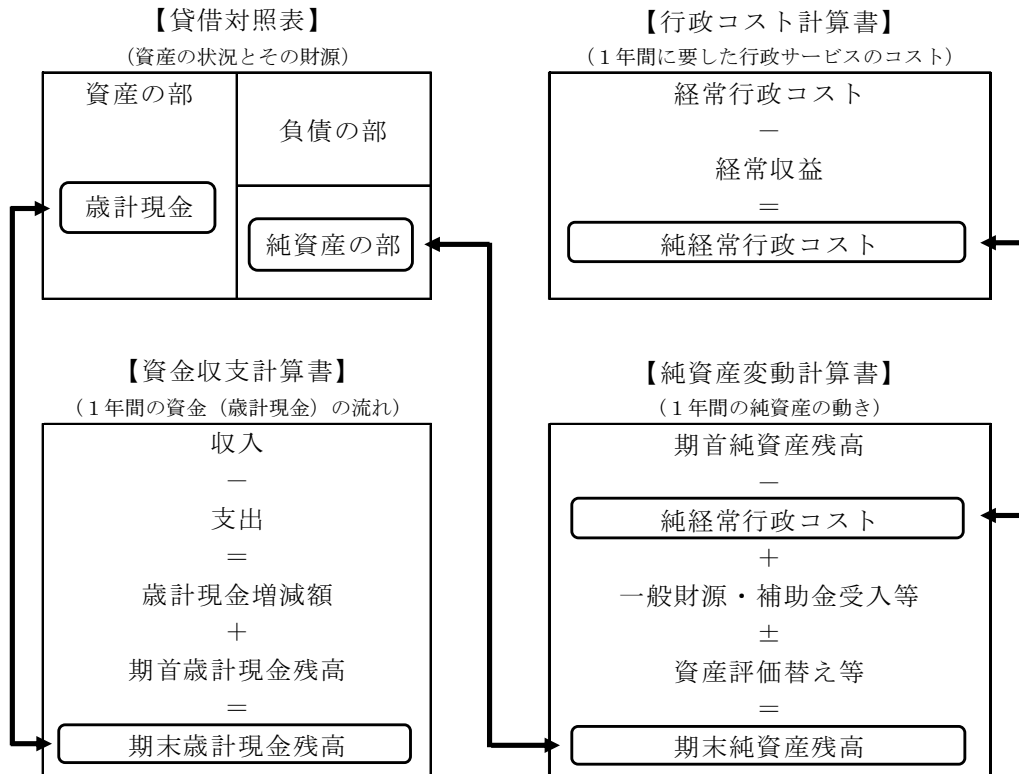 【貸借対照表】
(資産の状況とその財源)
資産の部
負債の部
歳計現金
純資産の部
【行政コスト計算書】
(1年間に要した行政サービスのコスト)
経常行政コスト
－
経常収益
＝
純経常行政コスト
【資金収支計算書】
(1年間の資金(歳計現金)の流れ)
収入
－
支出
＝
歳計現金増減額
＋
期首歳計現金残高
＝
期末歳計現金残高
【純資産変動計算書】
(1年間の純資産の動き)
期首純資産残高
－
純経常行政コスト
＋
一般財源・補助金受入等
±
資産評価替え等
＝
期末純資産残高